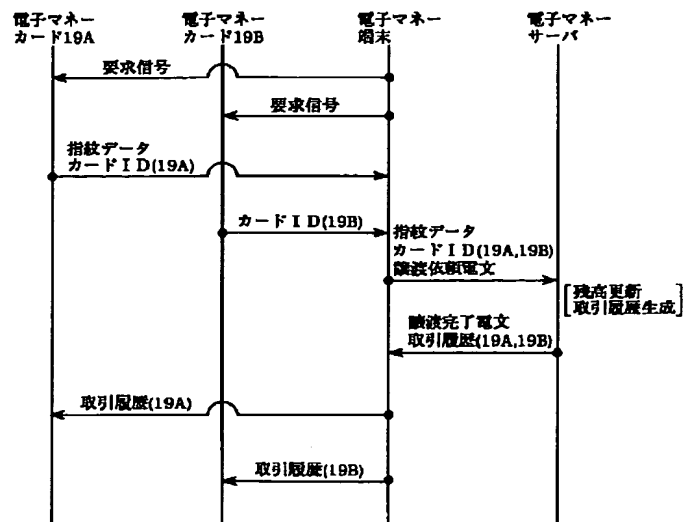 電子マネー
カード19A
電子マネー
カード19B
電子マネー
端末
電子マネー
サーバ
要求信号
要求信号
指紋データ
カードID(19A)
カードID(19B)
指紋データ
カードID(19A,19B)
譲渡依頼電文
残高更新
取引履歴生成
譲渡完了電文
取引履歴(19A,19B)
取引履歴(19A)
取引履歴(19B)